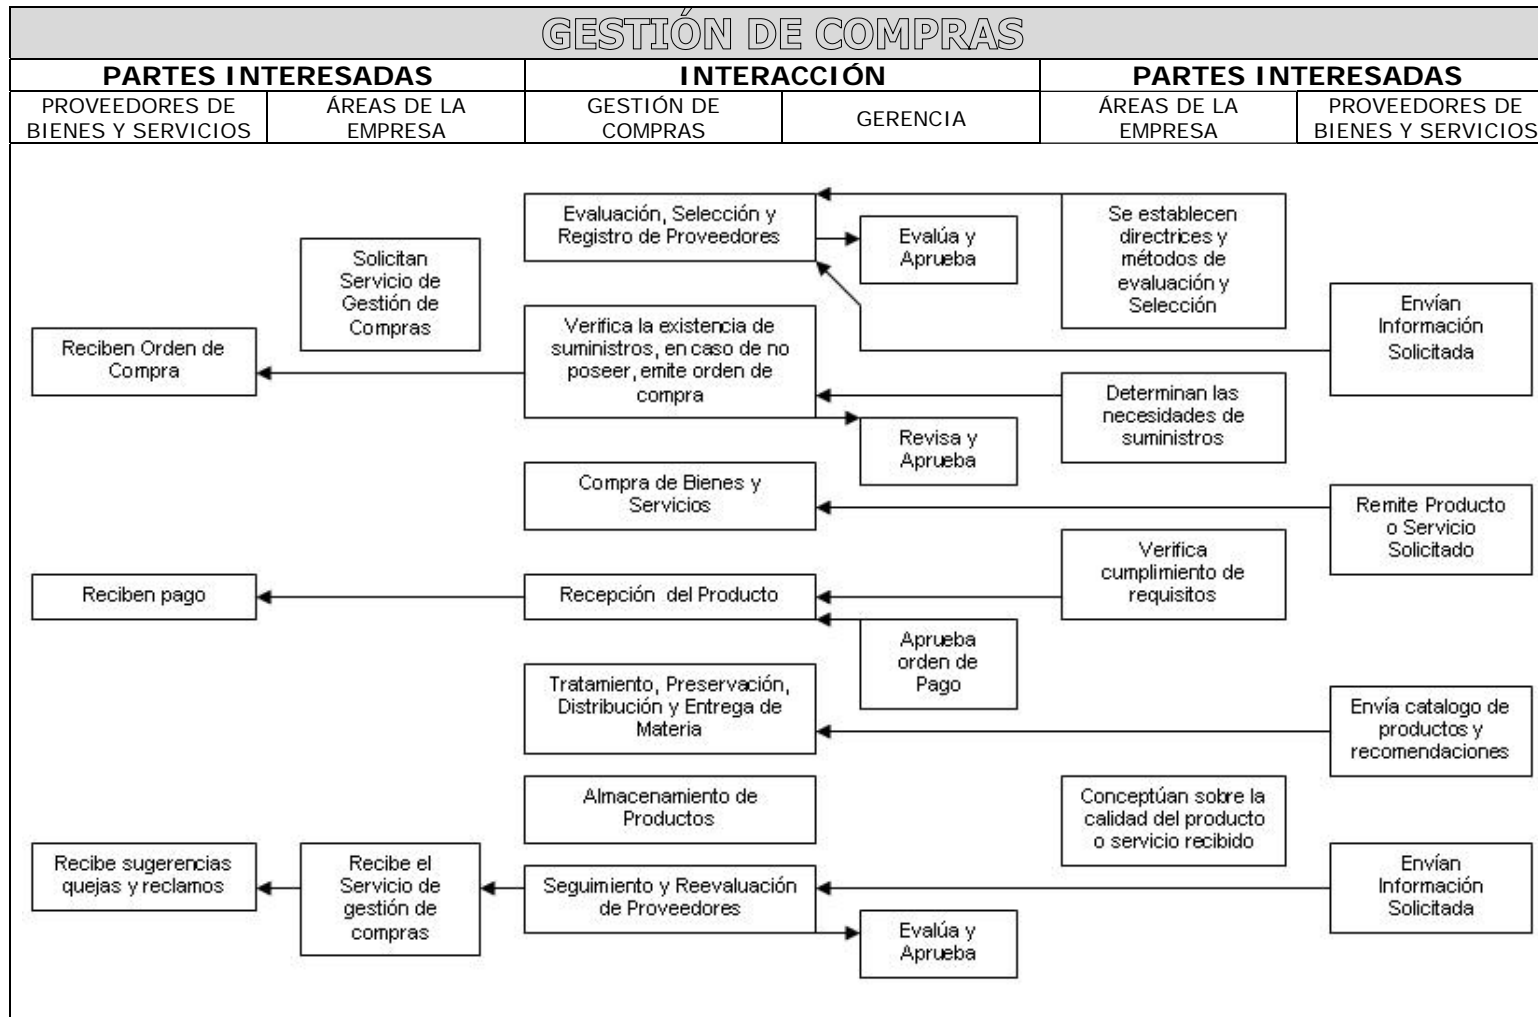 GESTIÓN DE COMPRAS
PARTES INTERESADAS
INTERACCIÓN
PARTES INTERESADAS
PROVEEDORES DE
BIENES Y SERVICIOS
ÁREAS DE LA
EMPRESA
GESTIÓN DE
COMPRAS
GERENCIA
ÁREAS DE LA
EMPRESA
PROVEEDORES DE
BIENES Y SERVICIOS
Evaluación, Selección y
Registro de Proveedores
Evalúa y
Aprueba
Se establecen
directrices y
métodos de
evaluación y
Selección
Solicitan
Servicio de
Gestión de
Compras
Envían
Información
Solicitada
Reciben Orden de
Compra
Verifica la existencia de
suministros, en caso de no
poseer, emite orden de
compra
Determinan las
necesidades de
suministros
Revisa y
Aprueba
Compra de Bienes y
Servicios
Remite Producto
o Servicio
Solicitado
Verifica
cumplimiento de
requisitos
Reciben pago
Recepción del Producto
Aprueba
orden de
Pago
Tratamiento, Preservación,
Distribución y Entrega de
Materia
Envía catalogo de
productos y
recomendaciones
Almacenamiento de
Productos
Conceptúan sobre la
calidad del producto
o servicio recibido
Recibe sugerencias
quejas y reclamos
Recibe el
Servicio de
gestión de
compras
Seguimiento y Reevaluación
de Proveedores
Envían
Información
Solicitada
Evalúa y
Aprueba